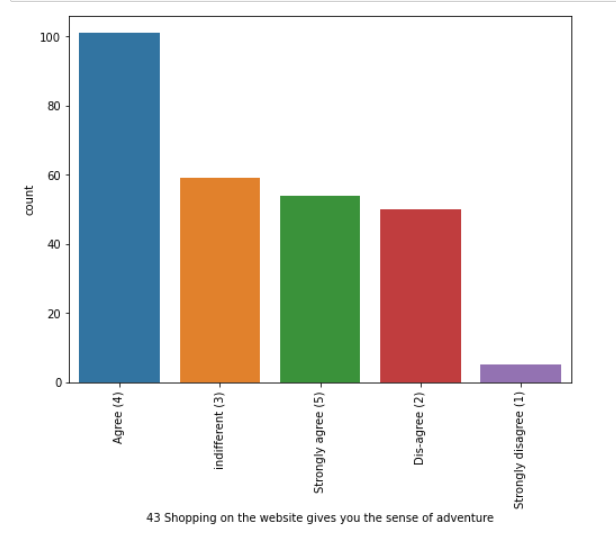 100
80
60
40
20
0
count
Agree (4)
indifferent (3)
Strongly agree (5)
Dis-agree (2)
Strongly disagree (1)
43 Shopping on the website gives you the sense of adventure